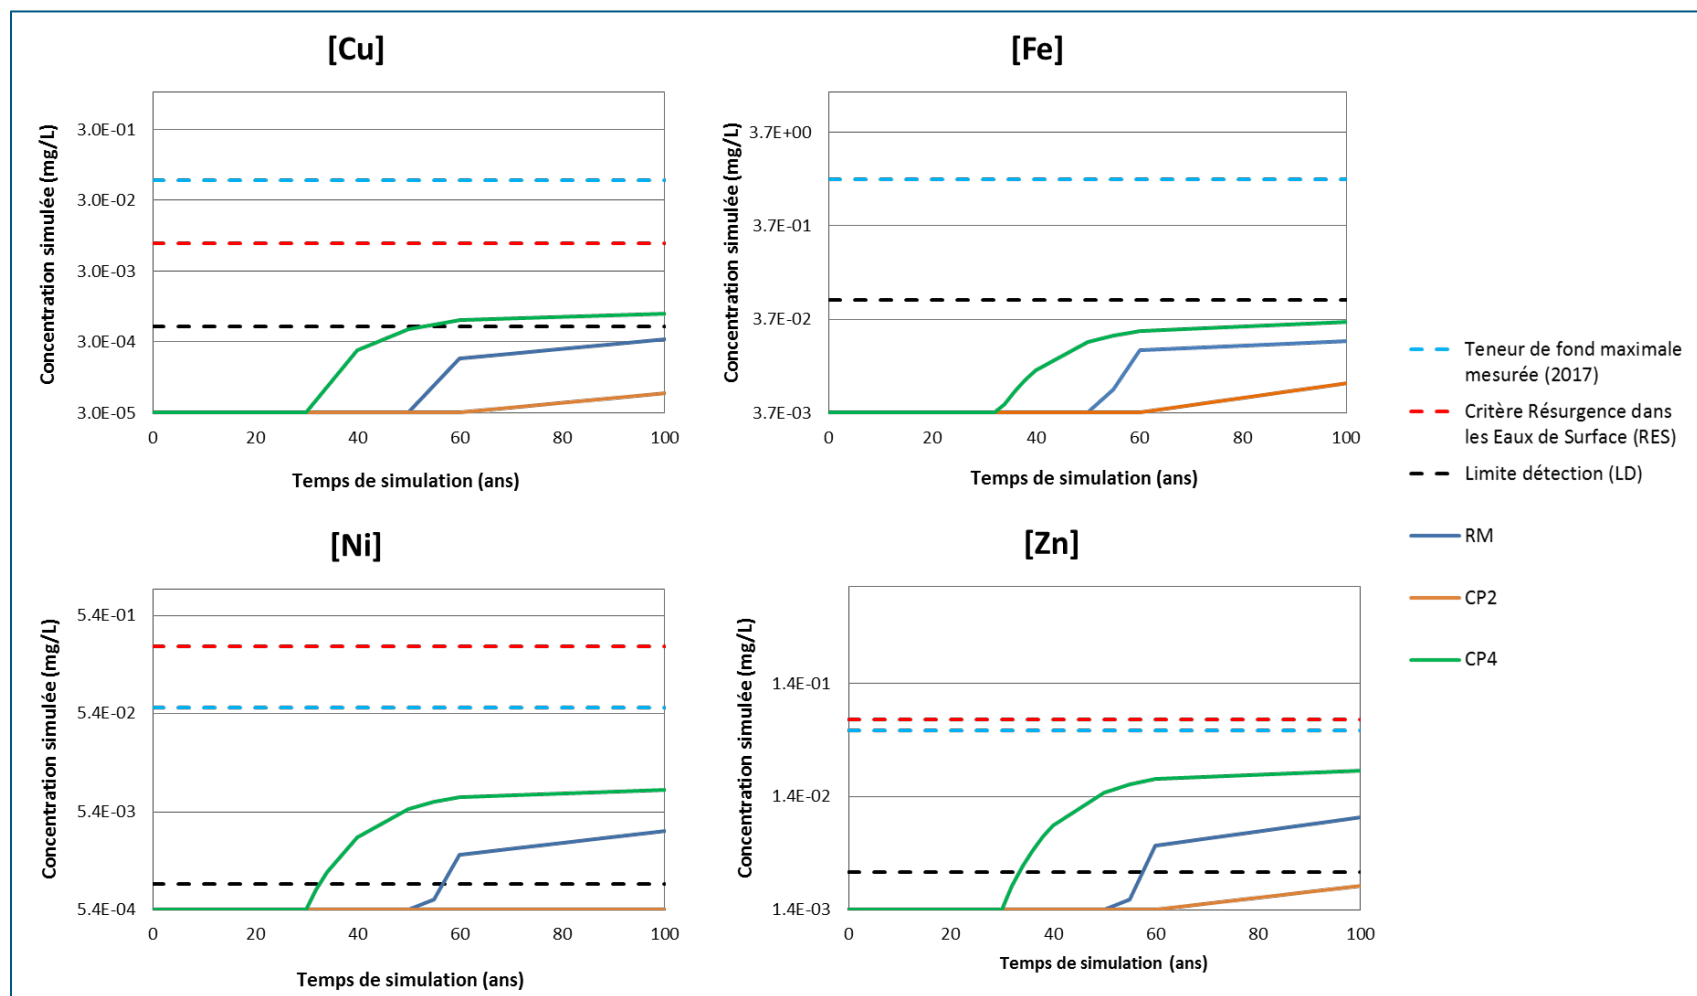 [Cu]
Concentration simulée (mg/L)
3.0E-01
3.0E-02
3.0E-03
3.0E-04
3.0E-05
0 20 40 60 80 100
Temps de simulation (ans)
[Fe]
Concentration simulée (mg/L)
3.7E+00
3.7E-01
3.7E-02
3.7E-03
0 20 40 60 80 100
Temps de simulation (ans)
[Ni]
Concentration simulée (mg/L)
5.4E-01
5.4E-02
5.4E-03
5.4E-04
0 20 40 60 80 100
Temps de simulation (ans)
[Zn]
Concentration simulée (mg/L)
1.4E-01
1.4E-02
1.4E-03
0 20 40 60 80 100
Temps de simulation (ans)
Teneur de fond maximale
mesurée (2017)
Critère Résurgence dans
les Eaux de Surface (RES)
Limite détection (LD)
RM
CP2
CP4